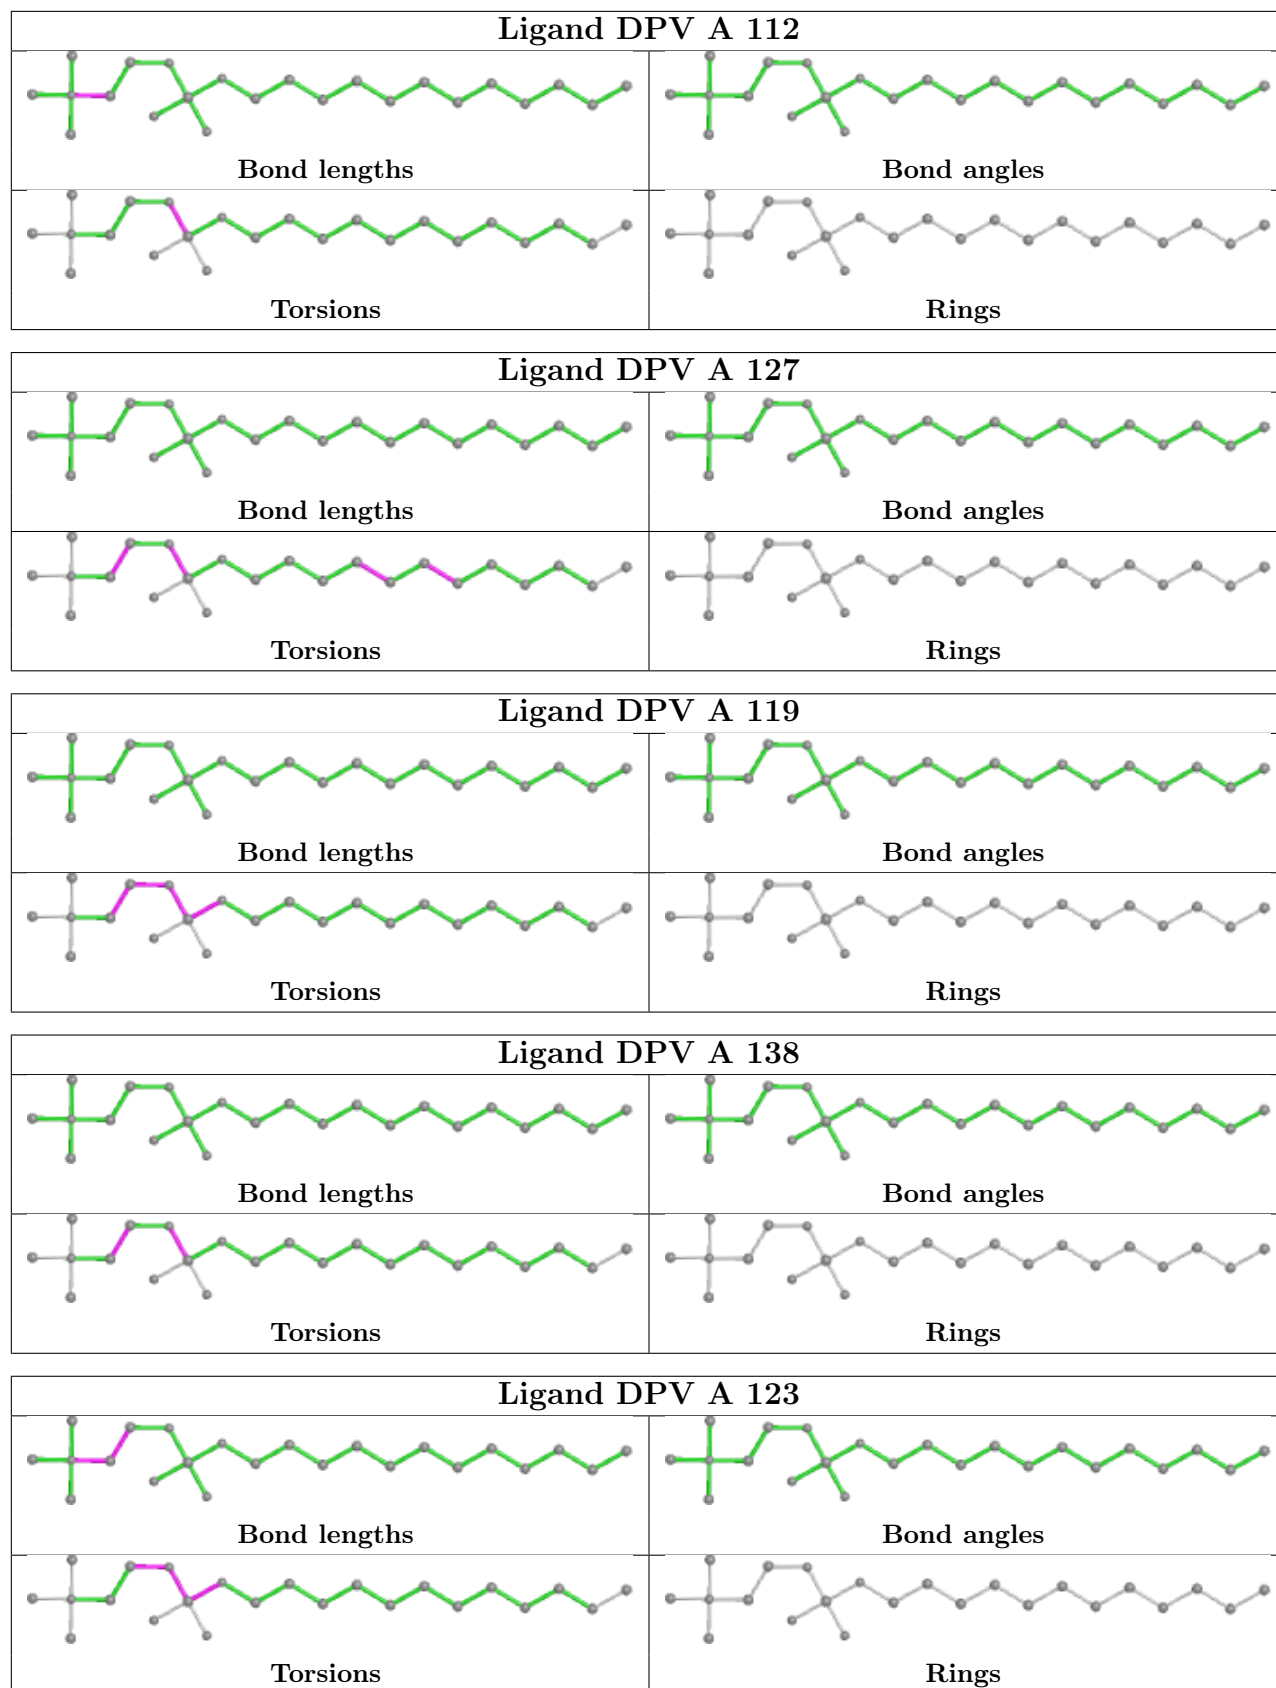 Ligand DPV A 112
Bond lengths
Bond angles
Torsions
Rings
Ligand DPV A 127
Bond lengths
Bond angles
Torsions
Rings
Ligand DPV A 119
Bond lengths
Bond angles
Torsions
Rings
Ligand DPV A 138
Bond lengths
Bond angles
Torsions
Rings
Ligand DPV A 123
Bond lengths
Bond angles
Torsions
Rings